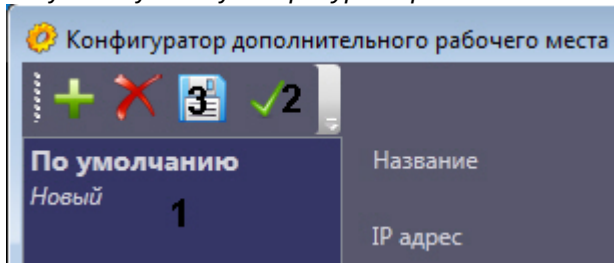 Конфигуратор дополнительного рабочего места
3 2
По умолчанию
Название
Новый
1
IP адрес